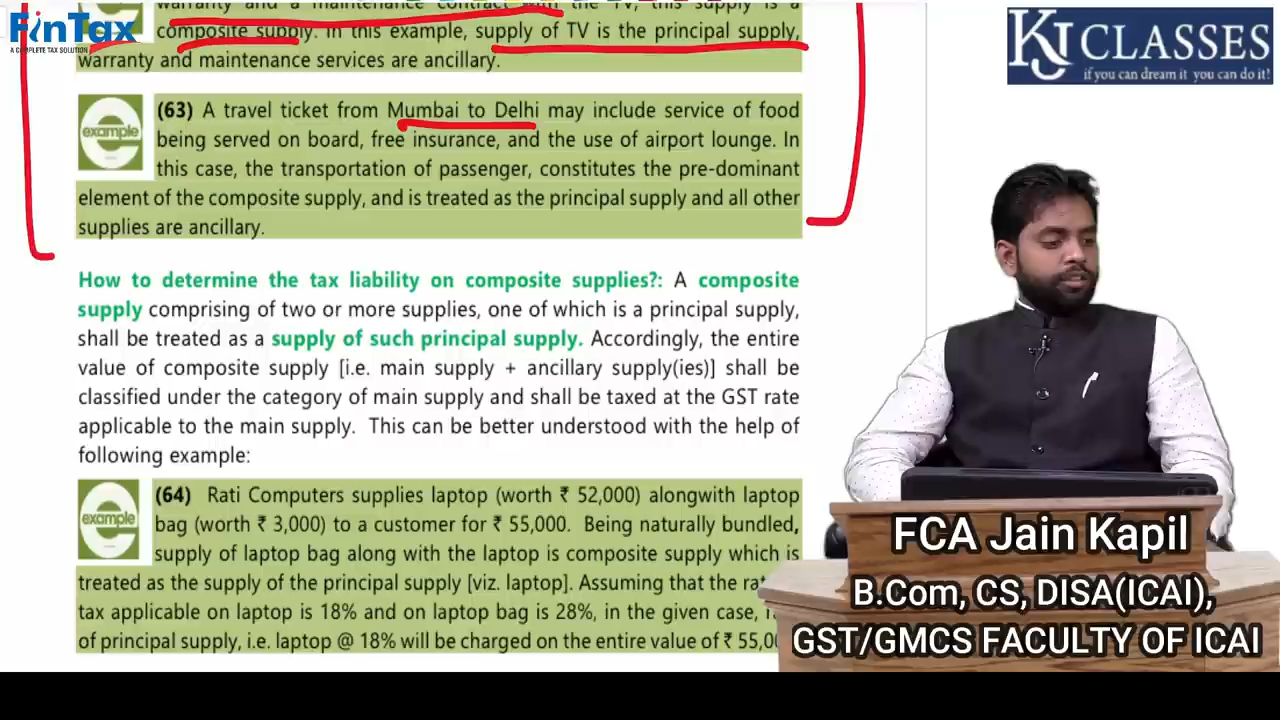 FinTax
A COMPLETE TAX SOLUTION
warranty and a maintenance contract with the TV, this supply is a
composite supply. In this example, supply of TV is the principal supply,
warranty and maintenance services are ancillary.
example
(63) A travel ticket from Mumbai to Delhi may include service of food
being served on board, free insurance, and the use of airport lounge. In
this case, the transportation of passenger, constitutes the pre-dominant
element of the composite supply, and is treated as the principal supply and all other
supplies are ancillary.
How to determine the tax liability on composite supplies?: A composite
supply comprising of two or more supplies, one of which is a principal supply,
shall be treated as a supply of such principal supply. Accordingly, the entire
value of composite supply [i.e. main supply + ancillary supply(ies)] shall be
classified under the category of main supply and shall be taxed at the GST rate
applicable to the main supply. This can be better understood with the help of
following example:
example
(64) Rati Computers supplies laptop (worth ₹ 52,000) alongwith laptop
bag (worth ₹ 3,000) to a customer for ₹ 55,000. Being naturally bundled,
supply of laptop bag along with the laptop is composite supply which is
treated as the supply of the principal supply [viz. laptop]. Assuming that the
tax applicable on laptop is 18% and on laptop bag is 28%, in the given case,
of principal supply, i.e. laptop @ 18% will be charged on the entire value of ₹
KJ CLASSES
if you can dream it you can do it!
FCA Jain Kapil
B.Com, CS, DISA(ICAI),
GST/GMCS FACULTY OF ICAI